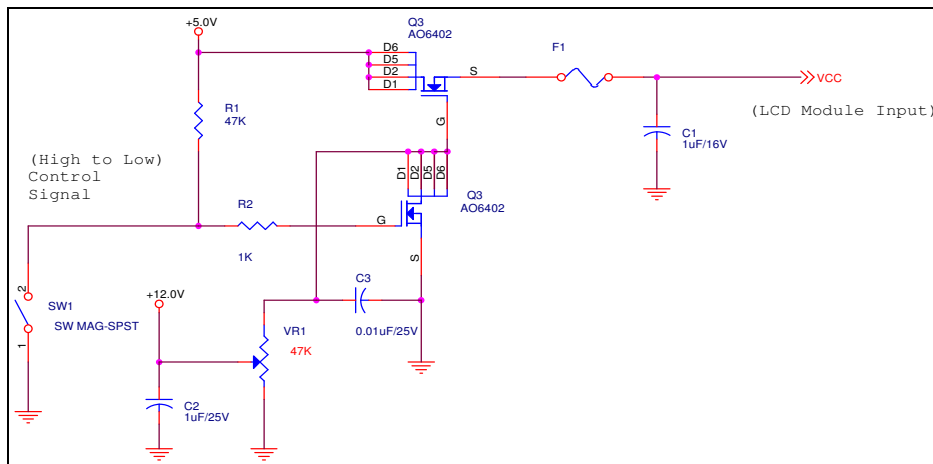 +5.0V
Q3
AO6402
D6
D5
D2
D1
S
G
F1
VCC
(LCD Module Input)
R1
47K
C1
1uF/16V
(High to Low)
Control
Signal
D1
D2
D5
D6
Q3
AO6402
R2
1K
G
S
C3
0.01uF/25V
2
SW1
SW MAG-SPST
1
+12.0V
VR1
47K
C2
1uF/25V